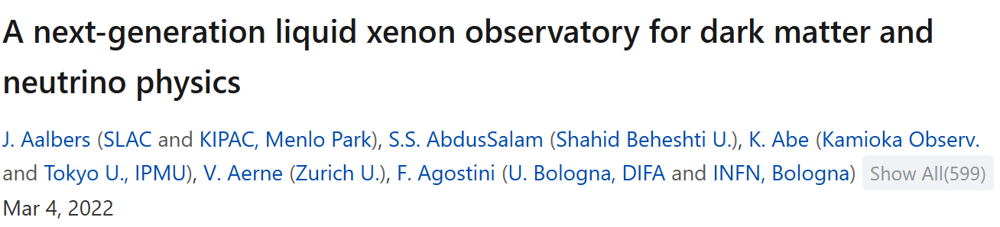 A next-generation liquid xenon observatory for dark matter and
neutrino physics
J. Aalbers (SLAC and KIPAC, Menlo Park), S.S. AbdusSalam (Shahid Beheshti U.), K. Abe (Kamioka Observ.
and Tokyo U., IPMU), V. Aerne (Zurich U.), F. Agostini (U. Bologna, DIFA and INFN, Bologna) Show All(599)
Mar 4, 2022